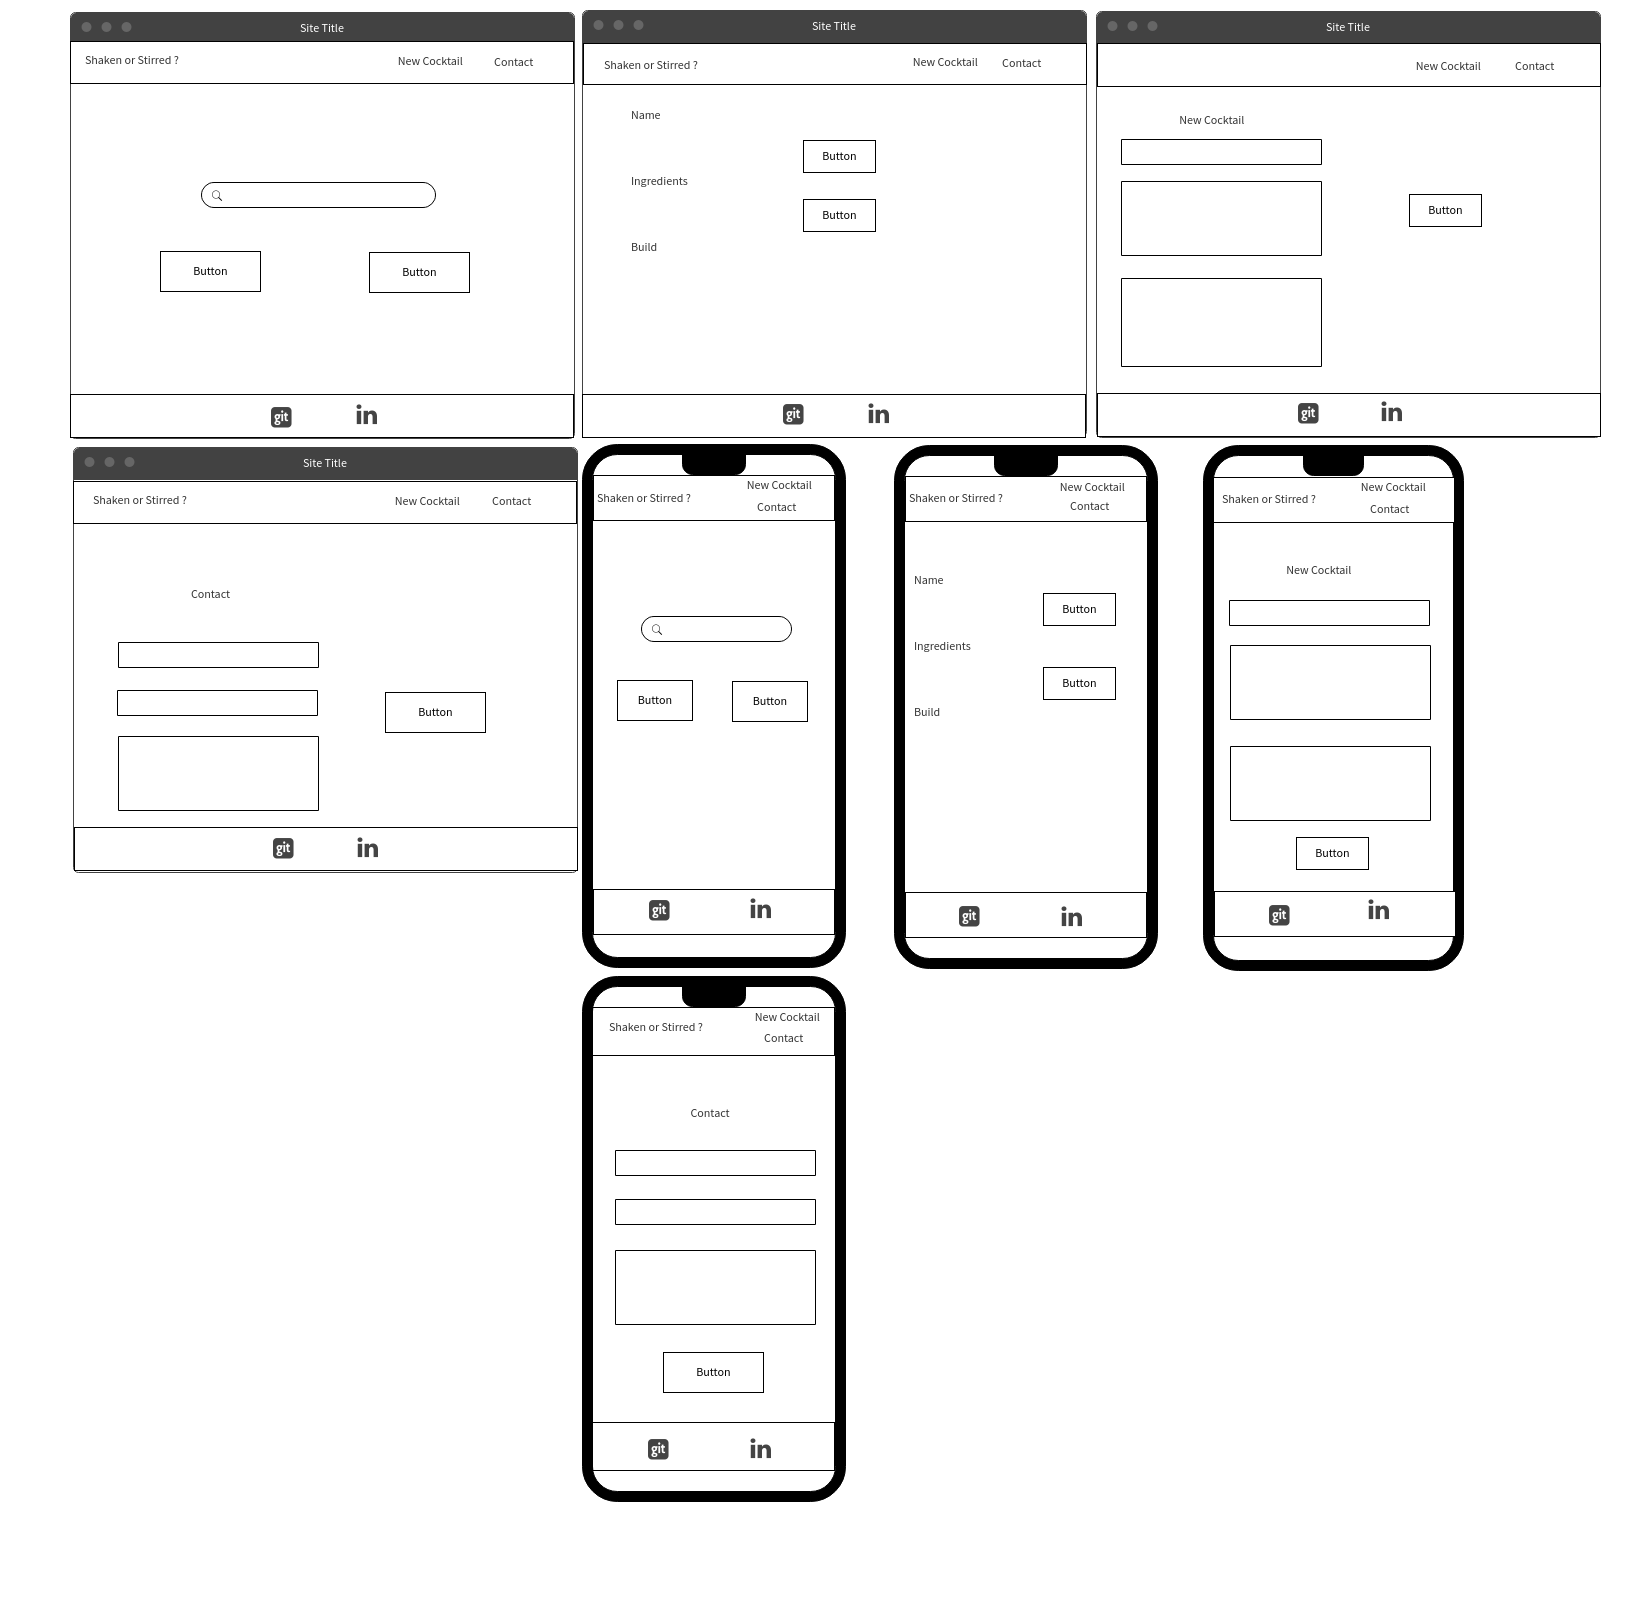 Site Title
Shaken or Stirred ?
New Cocktail
Contact
Button
Button
git
in
Site Title
Shaken or Stirred ?
New Cocktail
Contact
Name
Button
Ingredients
Button
Build
git
in
Site Title
New Cocktail
Contact
New Cocktail
Button
git
in
Site Title
Shaken or Stirred ?
New Cocktail
Contact
Contact
Button
git
in
Shaken or Stirred ?
New Cocktail
Contact
Button
Button
git
in
Shaken or Stirred ?
New Cocktail
Contact
Name
Button
Ingredients
Button
Build
git
in
Shaken or Stirred ?
New Cocktail
Contact
New Cocktail
Button
git
in
Shaken or Stirred ?
New Cocktail
Contact
Contact
Button
git
in